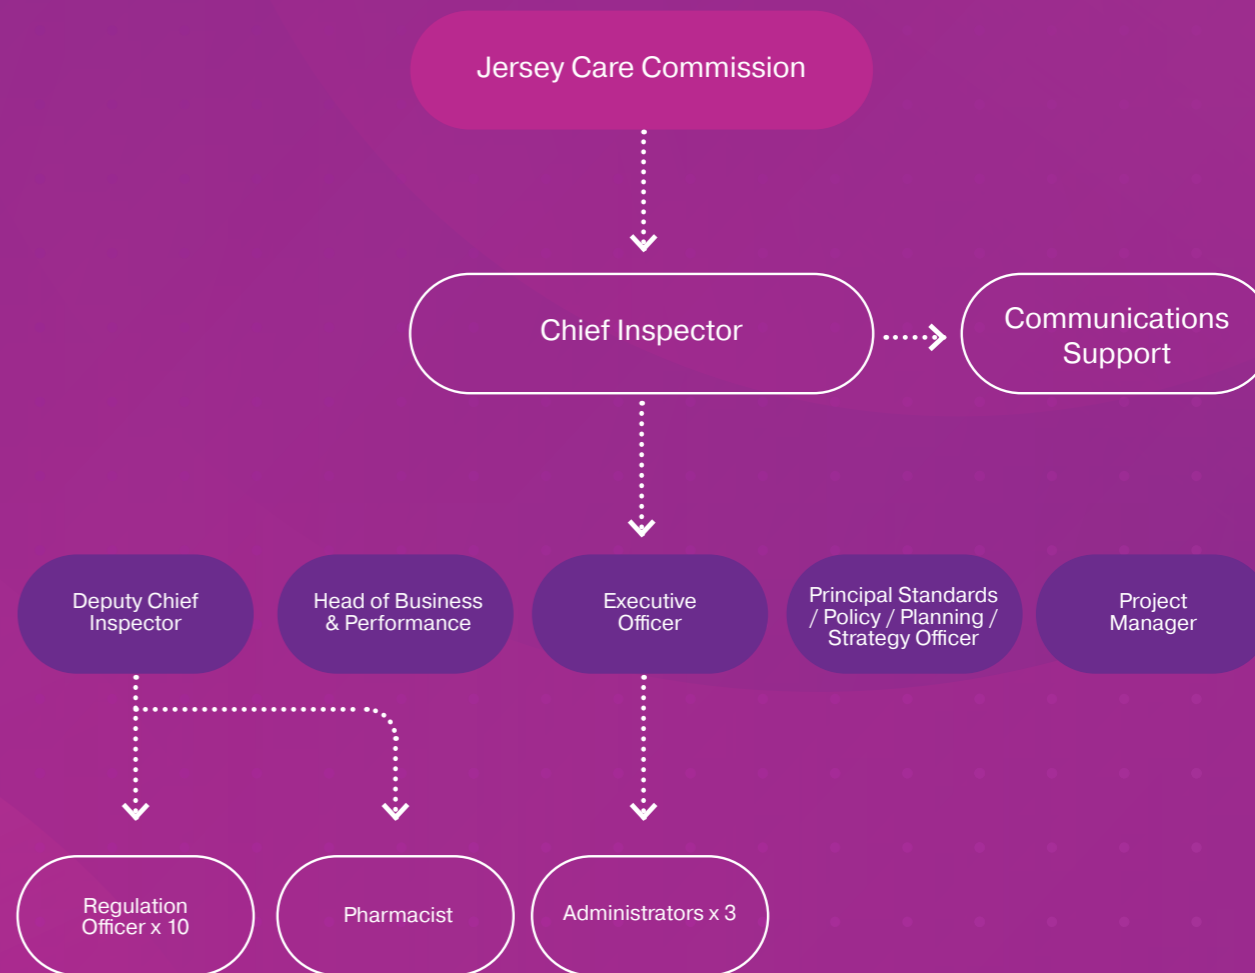 Jersey Care Commission
Chief Inspector
Communications
Support
Deputy Chief
Inspector
Head of Business
& Performance
Executive
Officer
Principal Standards
/ Policy / Planning /
Strategy Officer
Project
Manager
Regulation
Officer x 10
Pharmacist
Administrators x 3